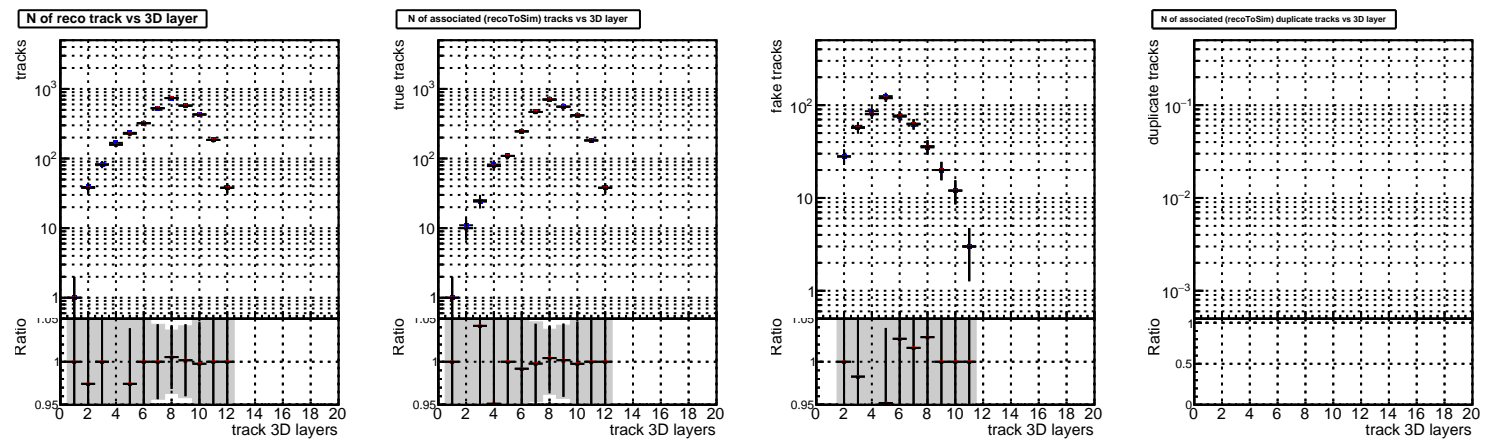 N of reco track vs 3D layer
tracks
10³
10²
10
1
Ratio
1.05
1
0.95
0 2 4 6 8 10 12 14 16 18 20
track 3D layers
N of associated (recoToSim) tracks vs 3D layer
true tracks
10³
10²
10
1
Ratio
1.05
1
0.95
0 2 4 6 8 10 12 14 16 18 20
track 3D layers
fake tracks
10²
10
1
Ratio
1.05
1
0.95
0 2 4 6 8 10 12 14 16 18 20
track 3D layers
N of associated (recoToSim) duplicate tracks vs 3D layer
duplicate tracks
10⁻¹
10⁻²
10⁻³
Ratio
1
0.5
0
0 2 4 6 8 10 12 14 16 18 20
track 3D layers